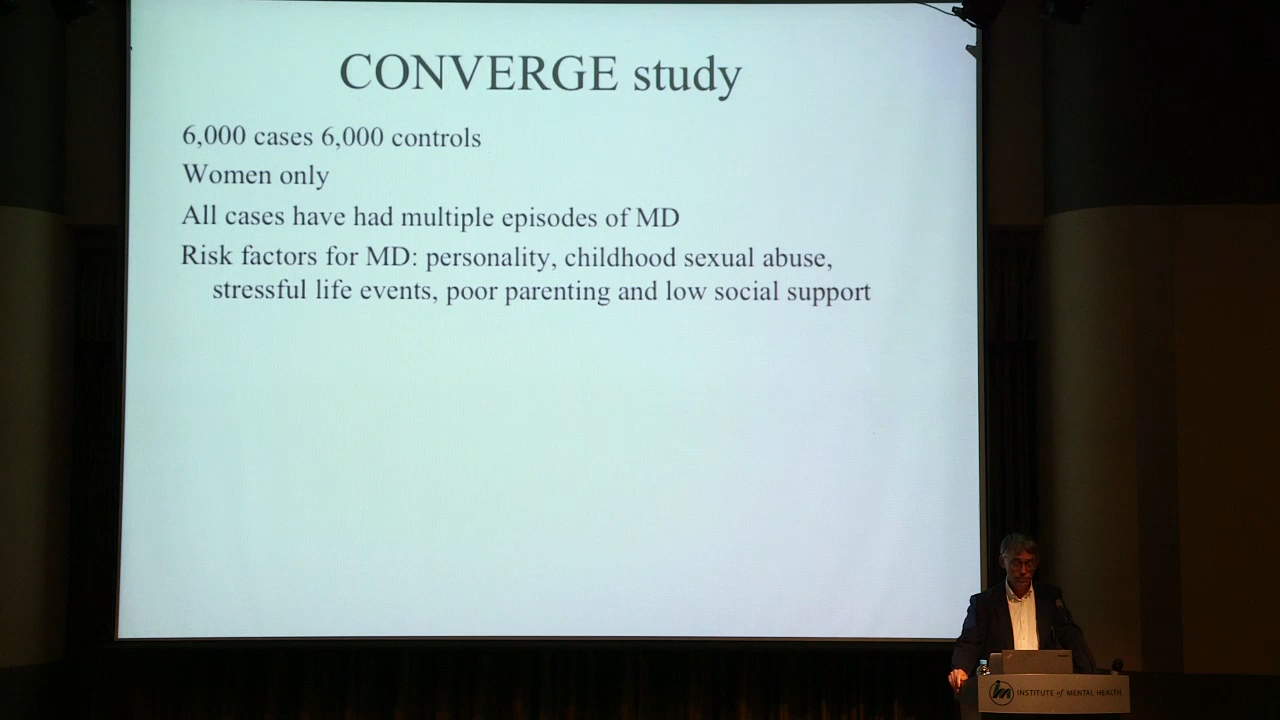 CONVERGE study
6,000 cases 6,000 controls
Women only
All cases have had multiple episodes of MD
Risk factors for MD: personality, childhood sexual abuse,
stressful life events, poor parenting and low social support
INSTITUTE of MENTAL HEALTH